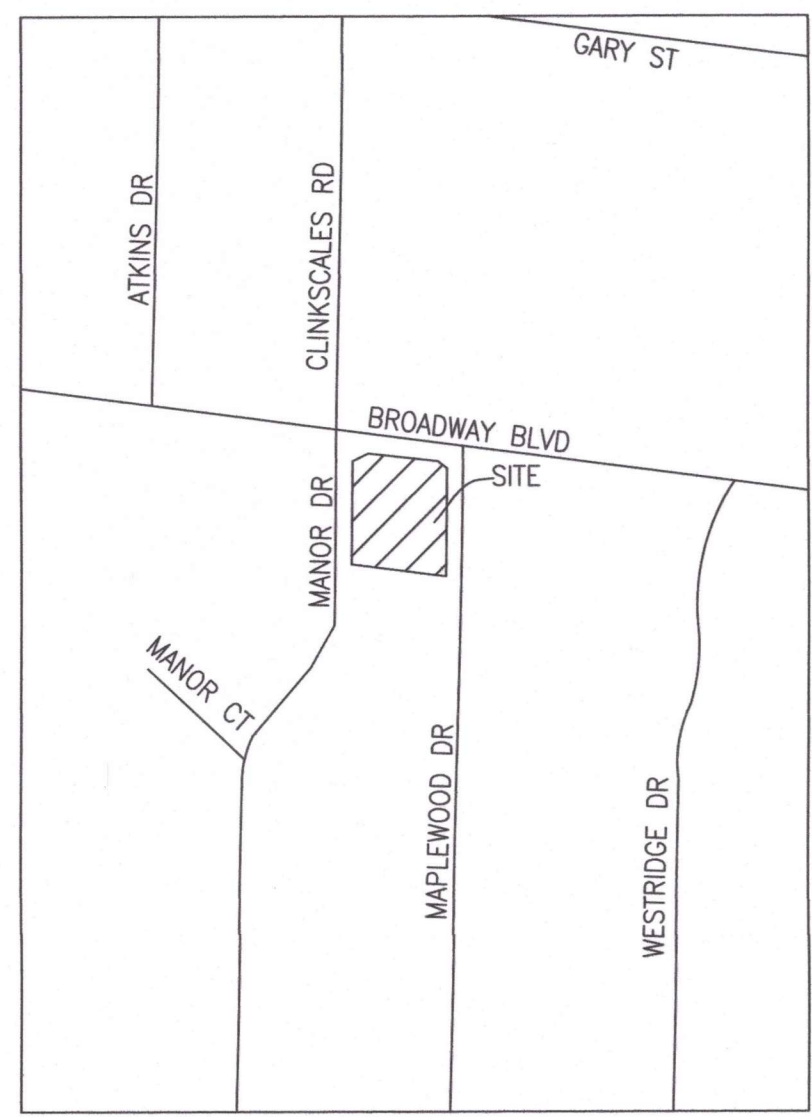 GARY ST
ATKINS DR
CLINKSCALES RD
BROADWAY BLVD
SITE
MANOR DR
MANOR CT
MAPLEWOOD DR
WESTRIDGE DR